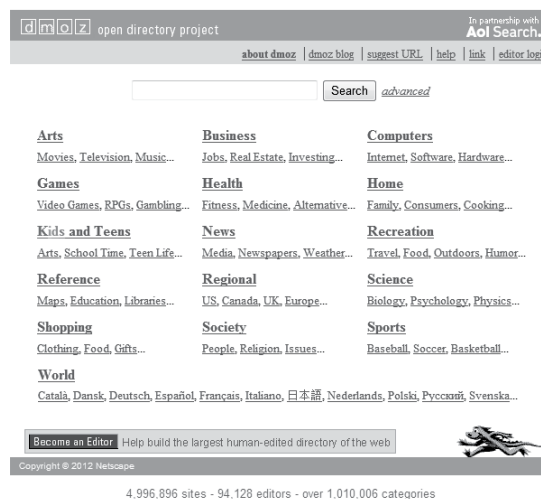 dmoz open directory project
In partnership with
Aol Search.
about dmoz | dmoz blog | suggest URL | help | link | editor logi
Search advanced
Arts Business Computers
Movies, Television, Music... Jobs, Real Estate, Investing... Internet, Software, Hardware...
Games Health Home
Video Games, RPGs, Gambling... Fitness, Medicine, Alternative... Family, Consumers, Cooking...
Kids and Teens News Recreation
Arts, School Time, Teen Life... Media, Newspapers, Weather... Travel, Food, Outdoors, Humor...
Reference Regional Science
Maps, Education, Libraries... US, Canada, UK, Europe... Biology, Psychology, Physics...
Shopping Society Sports
Clothing, Food, Gifts... People, Religion, Issues... Baseball, Soccer, Basketball...
World
Català, Dansk, Deutsch, Español, Français, Italiano, 日本語, Nederlands, Polski, Русский, Svenska...
Become an Editor Help build the largest human-edited directory of the web
Copyright © 2012 Netscape
4,996,896 sites - 94,128 editors - over 1,010,006 categories